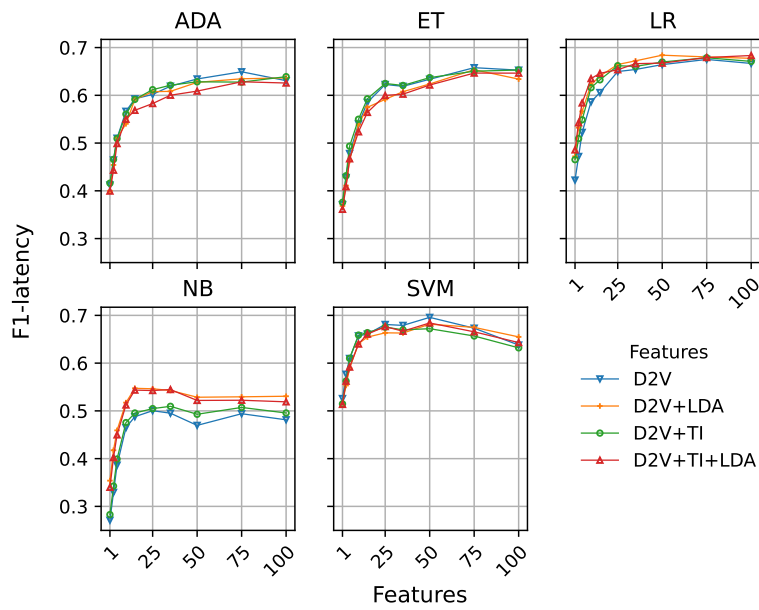 ADA
ET
LR
0.7
0.6
0.5
0.4
0.3
1
25
50
75
100
F1-latency
NB
SVM
0.7
0.6
0.5
0.4
0.3
1
25
50
75
100
1
25
50
75
100
Features
Features
D2V
D2V+LDA
D2V+TI
D2V+TI+LDA